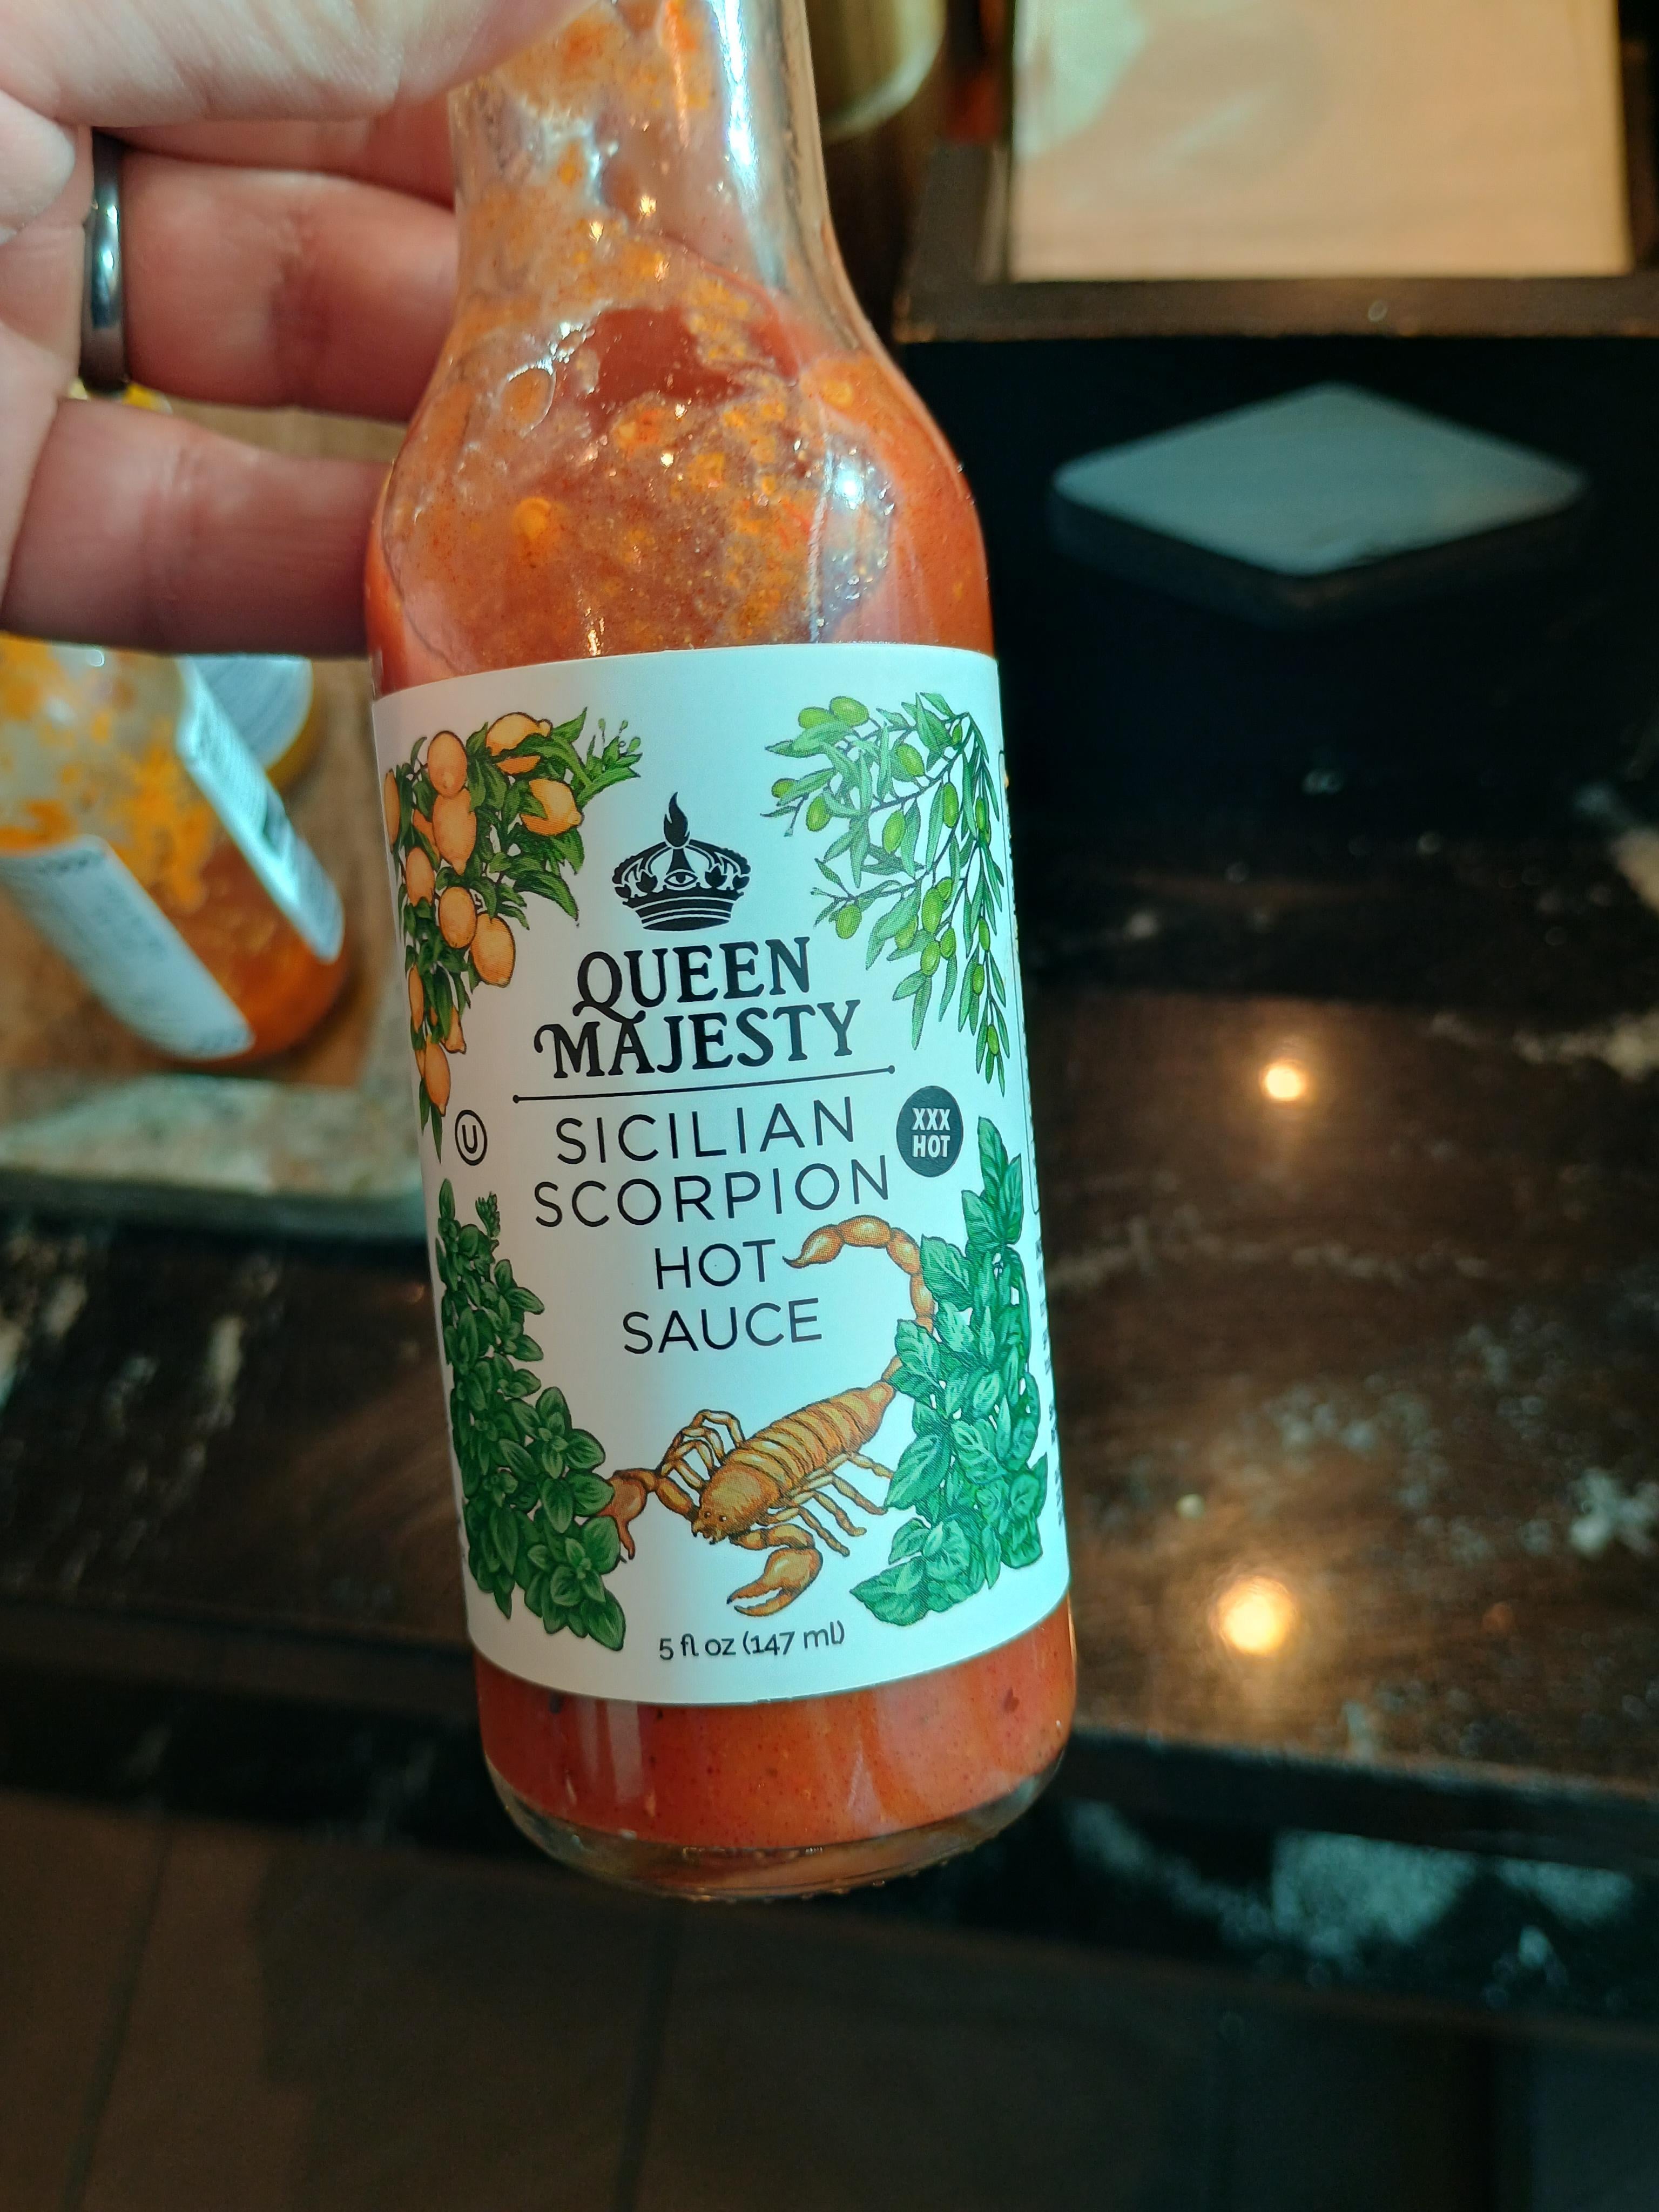 QUEEN
MAJESTY
SICILIAN
SCORPION
HOT
SAUCE
U
XXX
HOT
5 fl oz (147 ml)